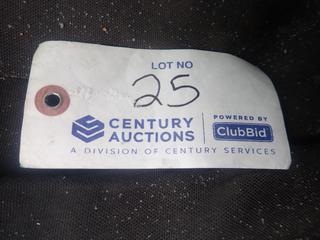 LOT NO
25
CENTURY
AUCTIONS
POWERED BY
ClubBid
A DIVISION OF CENTURY SERVICES